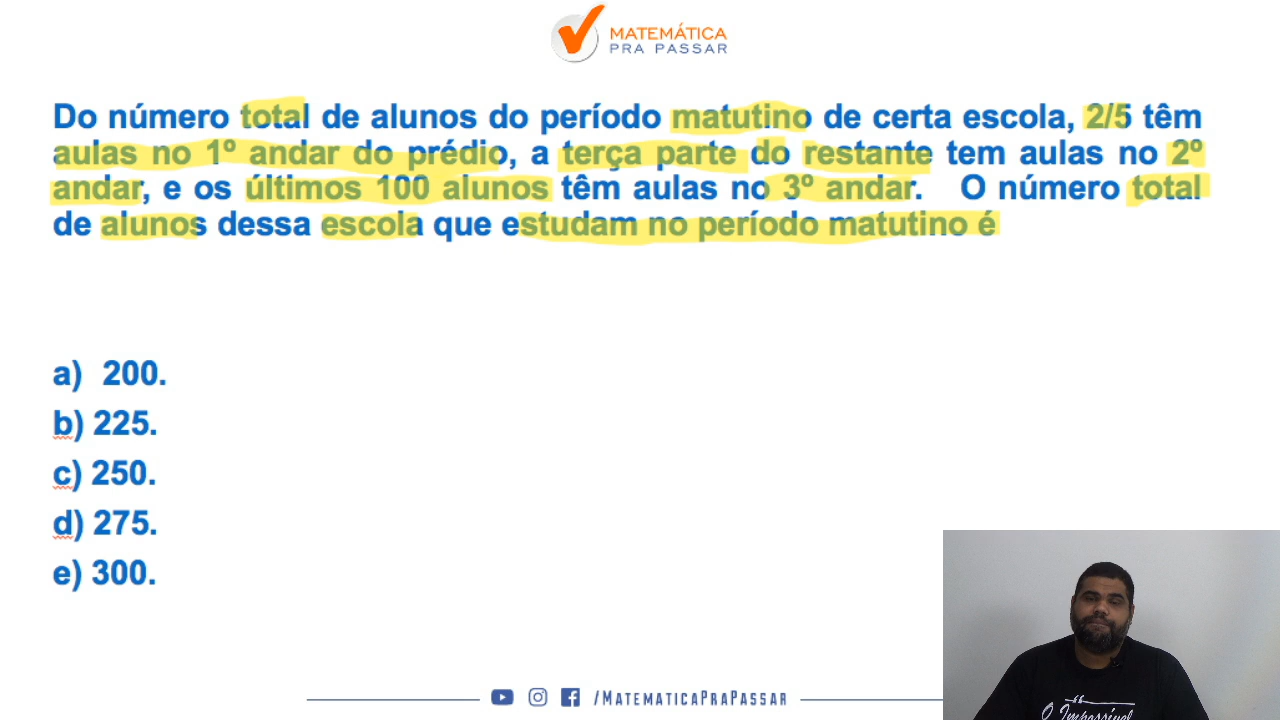 MATEMÁTICA
PRA PASSAR
Do número total de alunos do período matutino de certa escola, 2/5 têm
aulas no 1º andar do prédio, a terça parte do restante tem aulas no 2º
andar, e os últimos 100 alunos têm aulas no 3º andar. O número total
de alunos dessa escola que estudam no período matutino é
a) 200.
b) 225.
c) 250.
d) 275.
e) 300.
/MATEMATICAPRAPASSAR
O Impossível